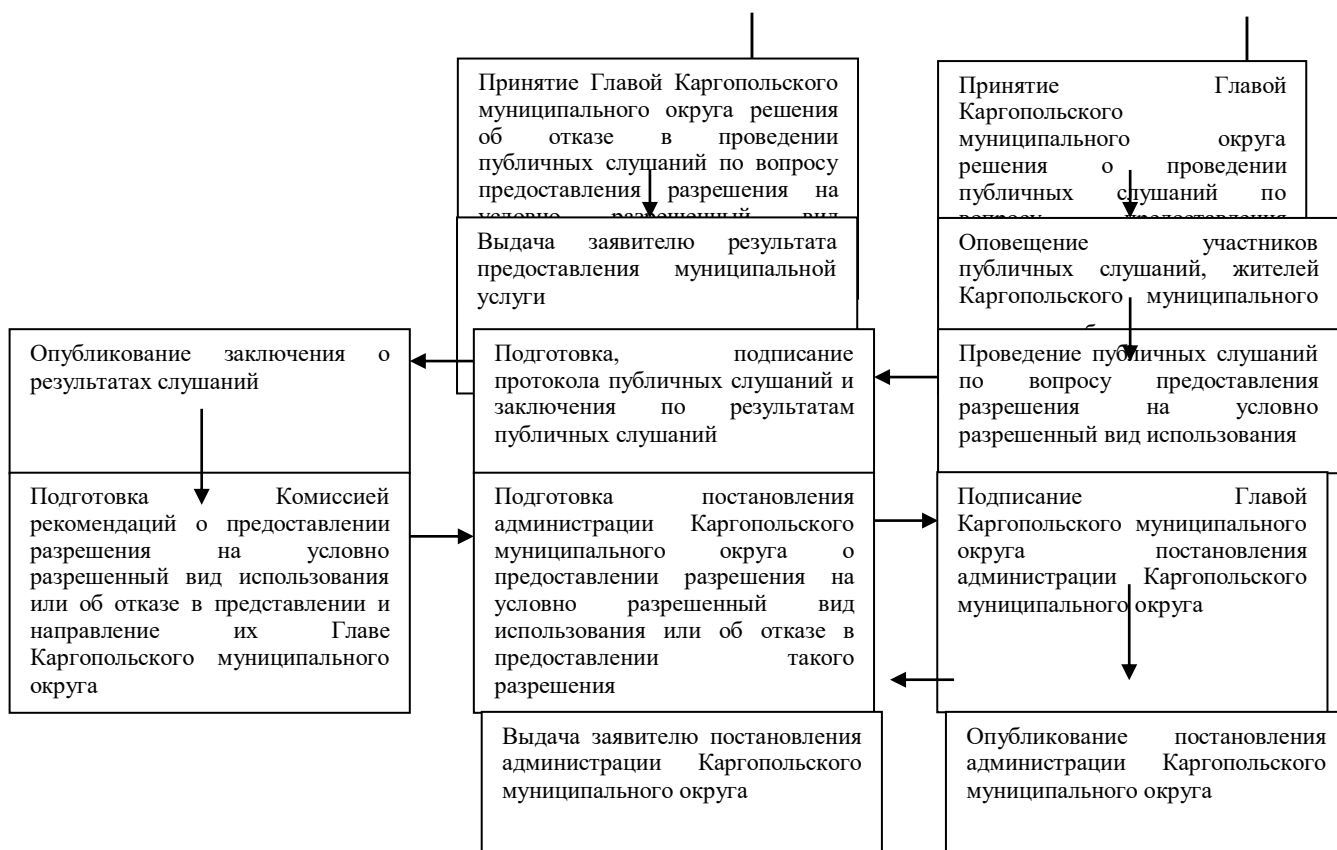 Принятие Главой Каргопольского
муниципального округа решения
об отказе в проведении
публичных слушаний по вопросу
предоставления разрешения на
условно разрешенный вид
Принятие Главой
Каргопольского
муниципального округа
решения о проведении
публичных слушаний по
вопросу предоставления
Выдача заявителю результата
предоставления муниципальной
услуги
Оповещение участников
публичных слушаний, жителей
Каргопольского муниципального
Опубликование заключения о
результатах слушаний
Подготовка, подписание
протокола публичных слушаний и
заключения по результатам
публичных слушаний
Проведение публичных слушаний
по вопросу предоставления
разрешения на условно
разрешенный вид использования
Подготовка Комиссией
рекомендаций о предоставлении
разрешения на условно
разрешенный вид использования
или об отказе в представлении и
направление их Главе
Каргопольского муниципального
округа
Подготовка постановления
администрации Каргопольского
муниципального округа о
предоставлении разрешения на
условно разрешенный вид
использования или об отказе в
предоставлении такого
разрешения
Подписание Главой
Каргопольского муниципального
округа постановления
администрации Каргопольского
муниципального округа
Выдача заявителю постановления
администрации Каргопольского
муниципального округа
Опубликование постановления
администрации Каргопольского
муниципального округа